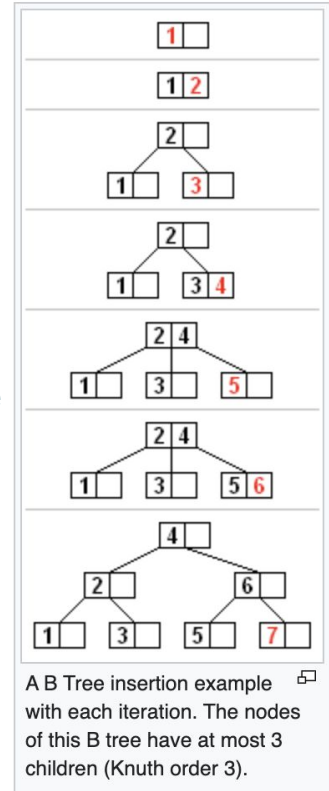 1
1 2
2
1 3
2
1 3 4
2 4
1 3 5
2 4
1 3 5 6
4
2 6
1 3 5 7
A B Tree insertion example
with each iteration. The nodes
of this B tree have at most 3
children (Knuth order 3).